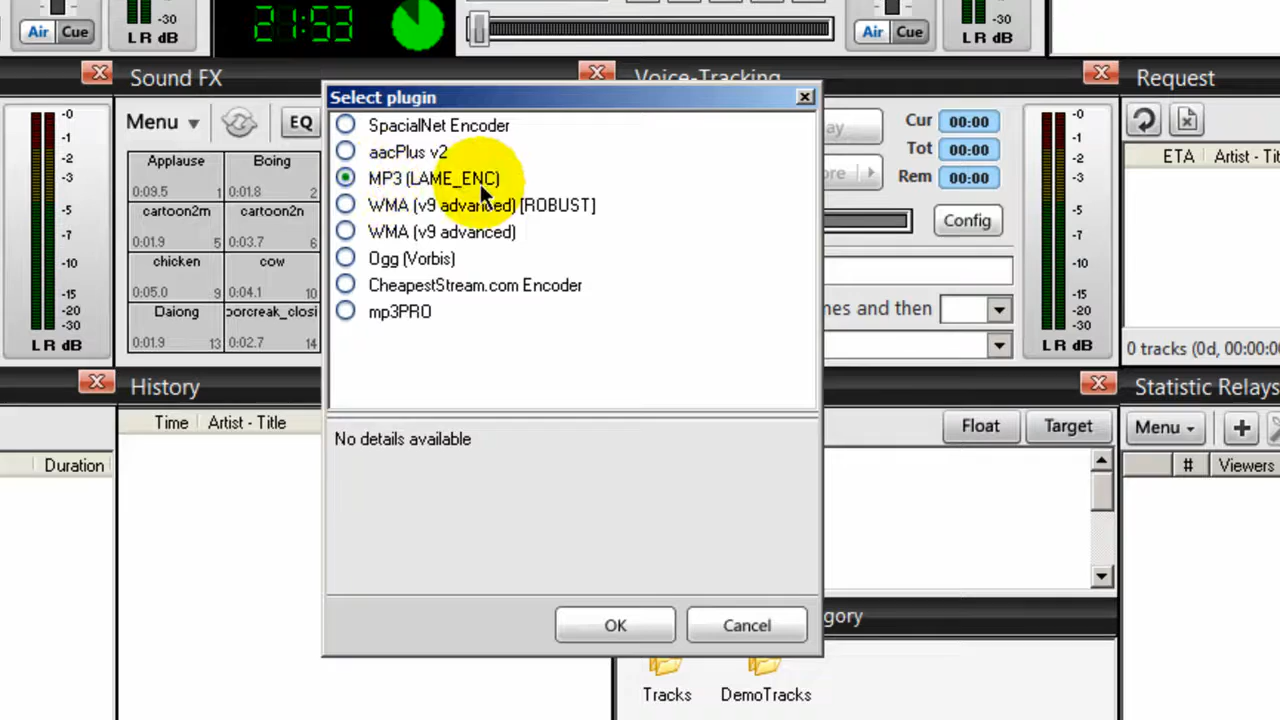 Air Cue
-30
L R dB
21:53
Air Cue
-30
L R dB
Sound FX
Voice-Tracking
Request
Select plugin
SpacialNet Encoder
aacPlus v2
MP3 (LAME_ENC)
WMA (v9 advanced) [ROBUST]
WMA (v9 advanced)
Ogg (Vorbis)
CheapestStream.com Encoder
mp3PRO
No details available
OK
Cancel
-0
-1
-2
-3
-5
-7
-10
-15
-20
-30
L R dB
Menu
EQ
Applause
0:09.5 1
Boing
0:01.8 2
cartoon2m
0:01.9 5
cartoon2n
0:03.7 6
chicken
0:05.0 9
cow
0:04.1 10
Daiong
0:01.9 13
orcreak_closi
0:02.7 14
ay
ore
Cur 00:00
Tot 00:00
Rem 00:00
Config
nes and then
-0
-1
-2
-3
-5
-7
-10
-15
-20
-30
L R dB
ETA Artist - Titl
0 tracks (0d, 00:00:0
History
Statistic Relays
Time Artist - Title
Duration
Float
Target
Menu
# Viewers
gory
Tracks
DemoTracks